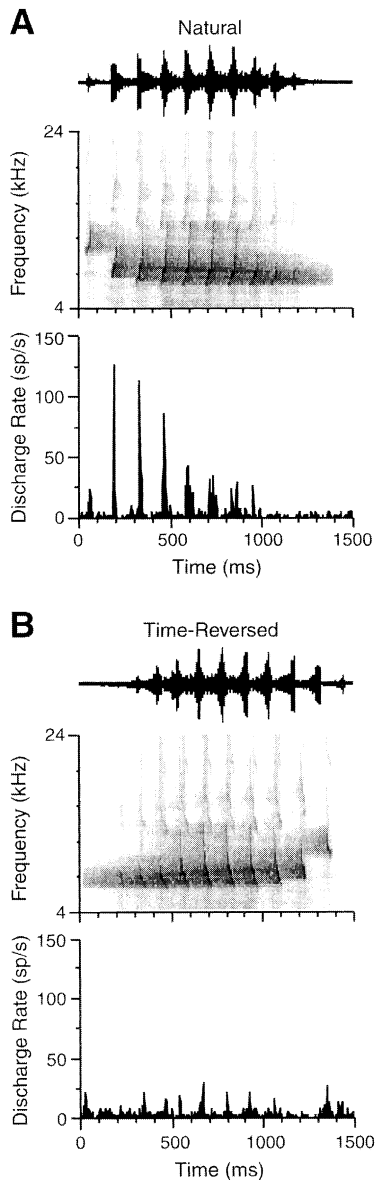 A
Natural
24
Frequency (kHz)
4
150
100
50
0
Discharge Rate (sp/s)
0 500 1000 1500
Time (ms)
B
Time-Reversed
24
Frequency (kHz)
4
150
100
50
0
Discharge Rate (sp/s)
0 500 1000 1500
Time (ms)